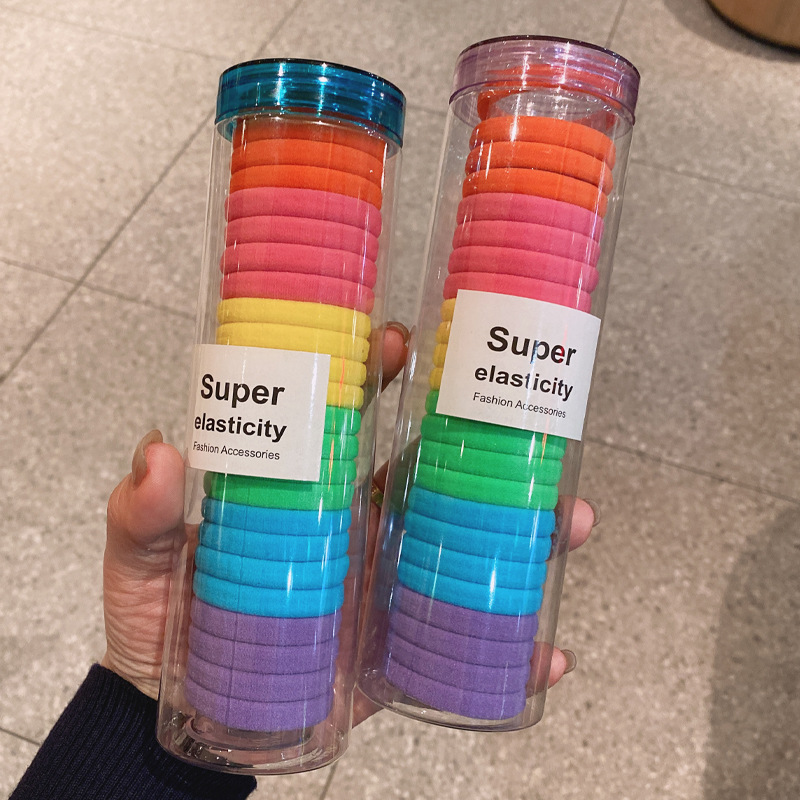 Super
elasticity
Fashion Accessories
Super
elasticity
Fashion Accessories